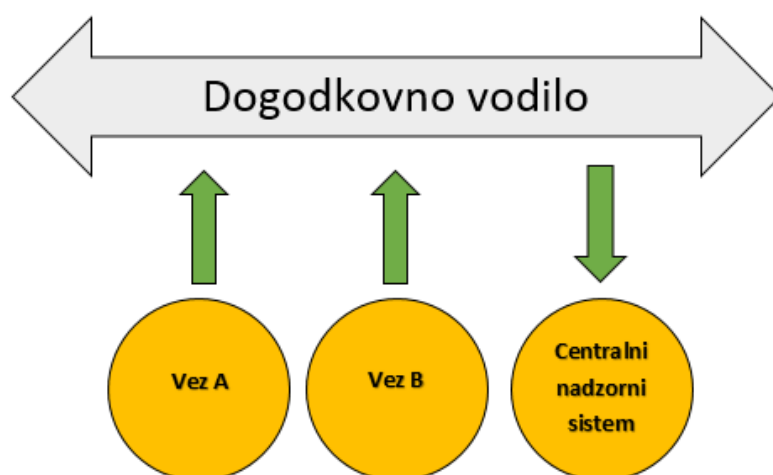 Dogodkovno vodilo
Vez A
Vez B
Centralni
nadzorni
sistem